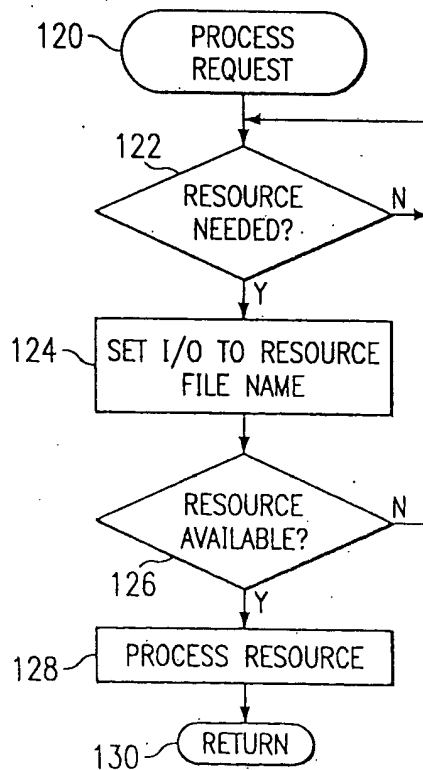 120
PROCESS
REQUEST
122
RESOURCE
NEEDED?
N
Y
124
SET I/O TO RESOURCE
FILE NAME
RESOURCE
AVAILABLE?
N
126
Y
128
PROCESS RESOURCE
130
RETURN